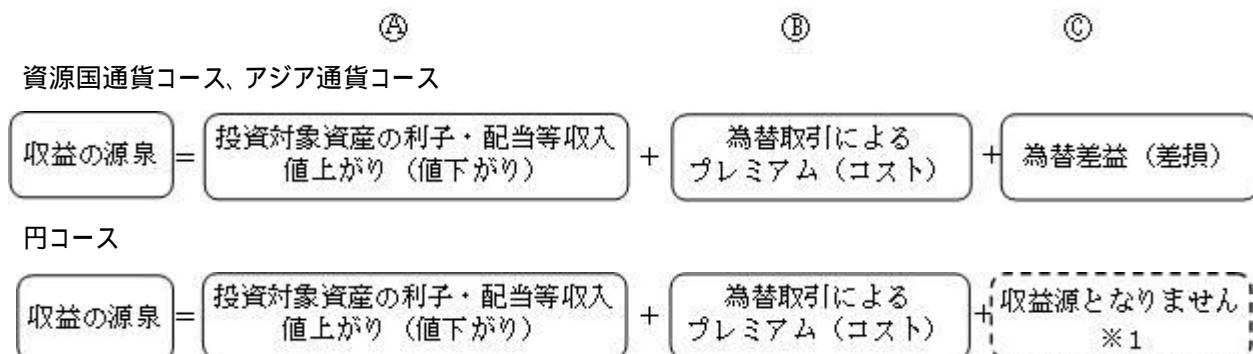 Ⓐ Ⓑ Ⓒ
資源国通貨コース、アジア通貨コース
収益の源泉 = 投資対象資産の利子・配当等収入 値上がり（値下がり） + 為替取引による プレミアム（コスト） + 為替差益（差損）
円コース
収益の源泉 = 投資対象資産の利子・配当等収入 値上がり（値下がり） + 為替取引による プレミアム（コスト） + 収益源となりません ※1